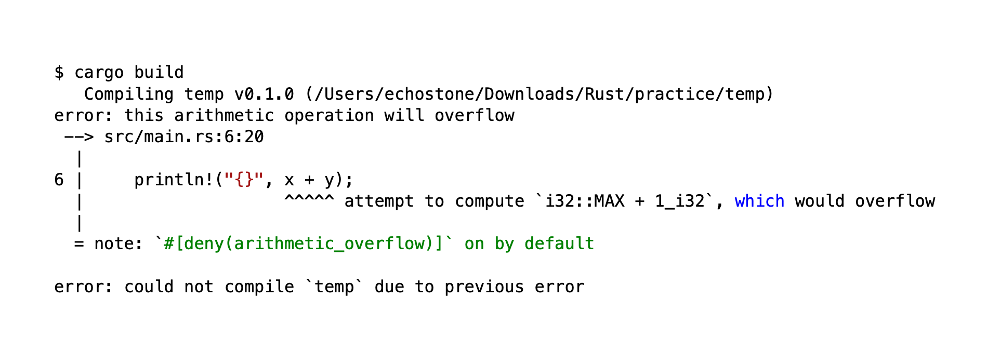 $ cargo build
   Compiling temp v0.1.0 (/Users/echostone/Downloads/Rust/practice/temp)
error: this arithmetic operation will overflow
 --> src/main.rs:6:20
  |
6 |     println!("{}", x + y);
  |                    ^^^^^ attempt to compute `i32::MAX + 1_i32`, which would overflow
  |
  = note: `#[deny(arithmetic_overflow)]` on by default

error: could not compile `temp` due to previous error